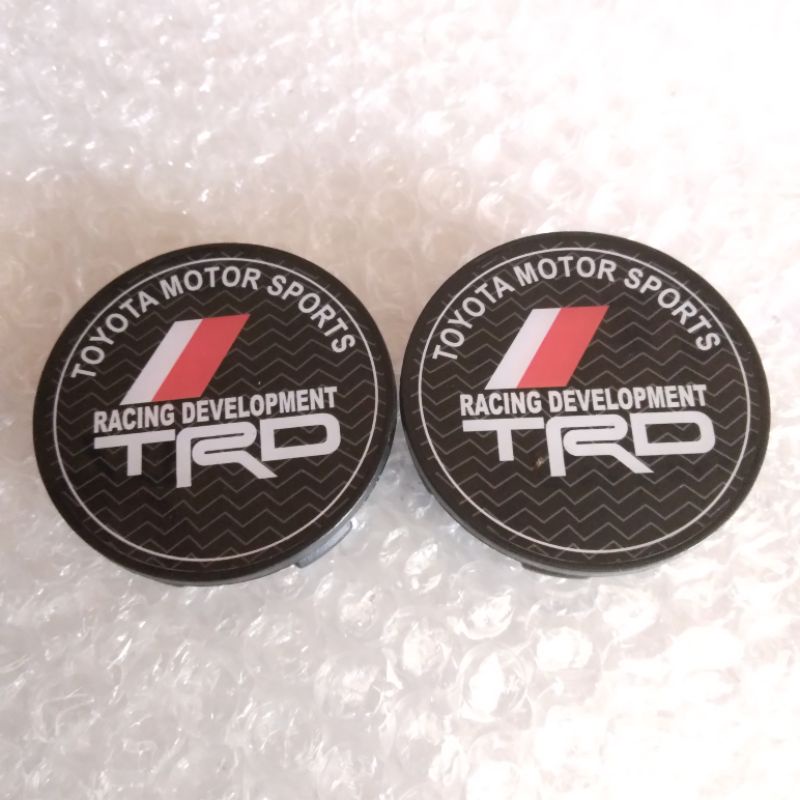 TOYOTA MOTOR SPORTS
RACING DEVELOPMENT
TRD
TOYOTA MOTOR SPORTS
RACING DEVELOPMENT
TRD